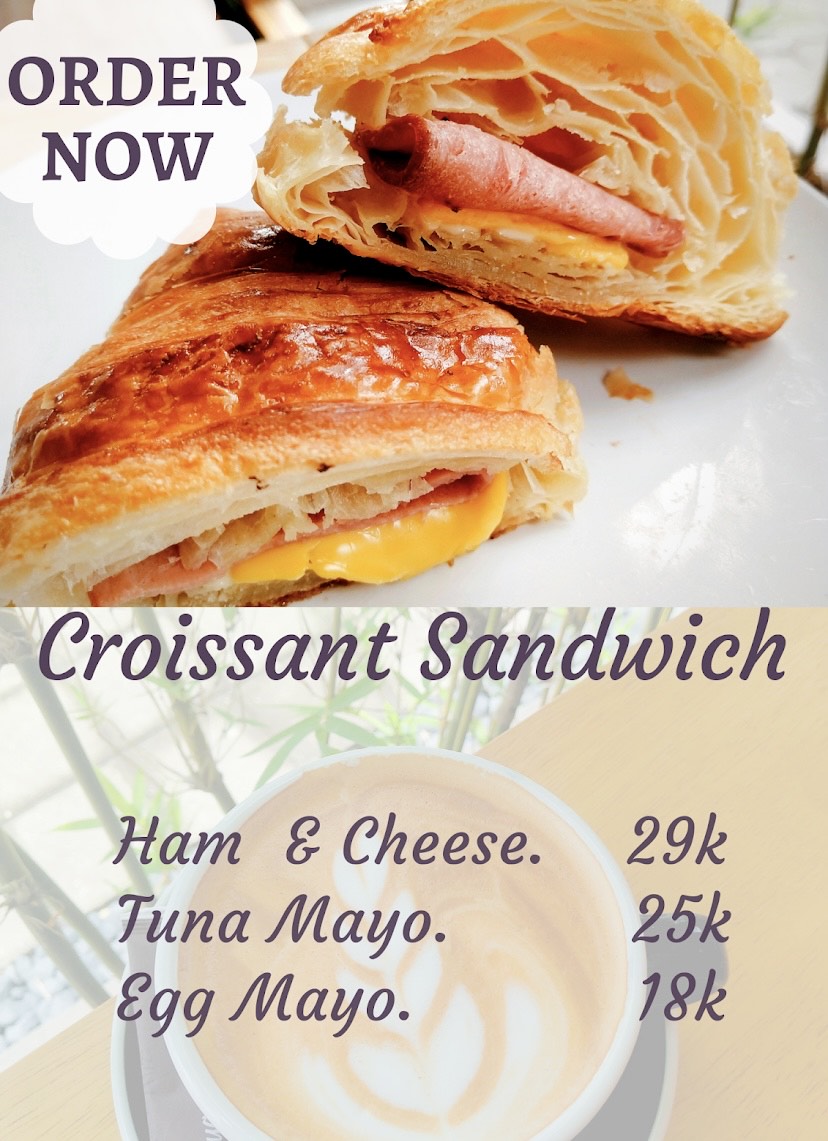 ORDER
NOW
Croissant Sandwich
Ham & Cheese. 29k
Tuna Mayo. 25k
Egg Mayo. 18k